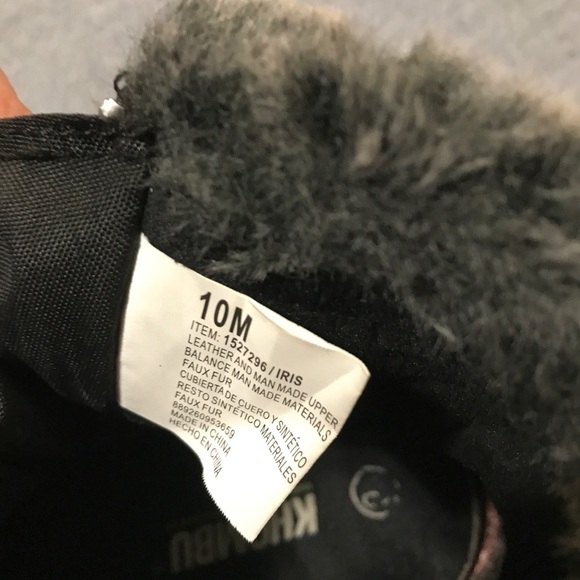 10M
ITEM: 1527296 / IRIS
LEATHER AND MAN MADE UPPER
BALANCE MAN MADE MATERIALS
FAUX FUR
CUBIERTA DE CUERO Y SINTÉTICO
RESTO SINTÉTICO MATERIALES
FAUX FUR
889260953659
MADE IN CHINA
HECHO EN CHINA
KHOMBU